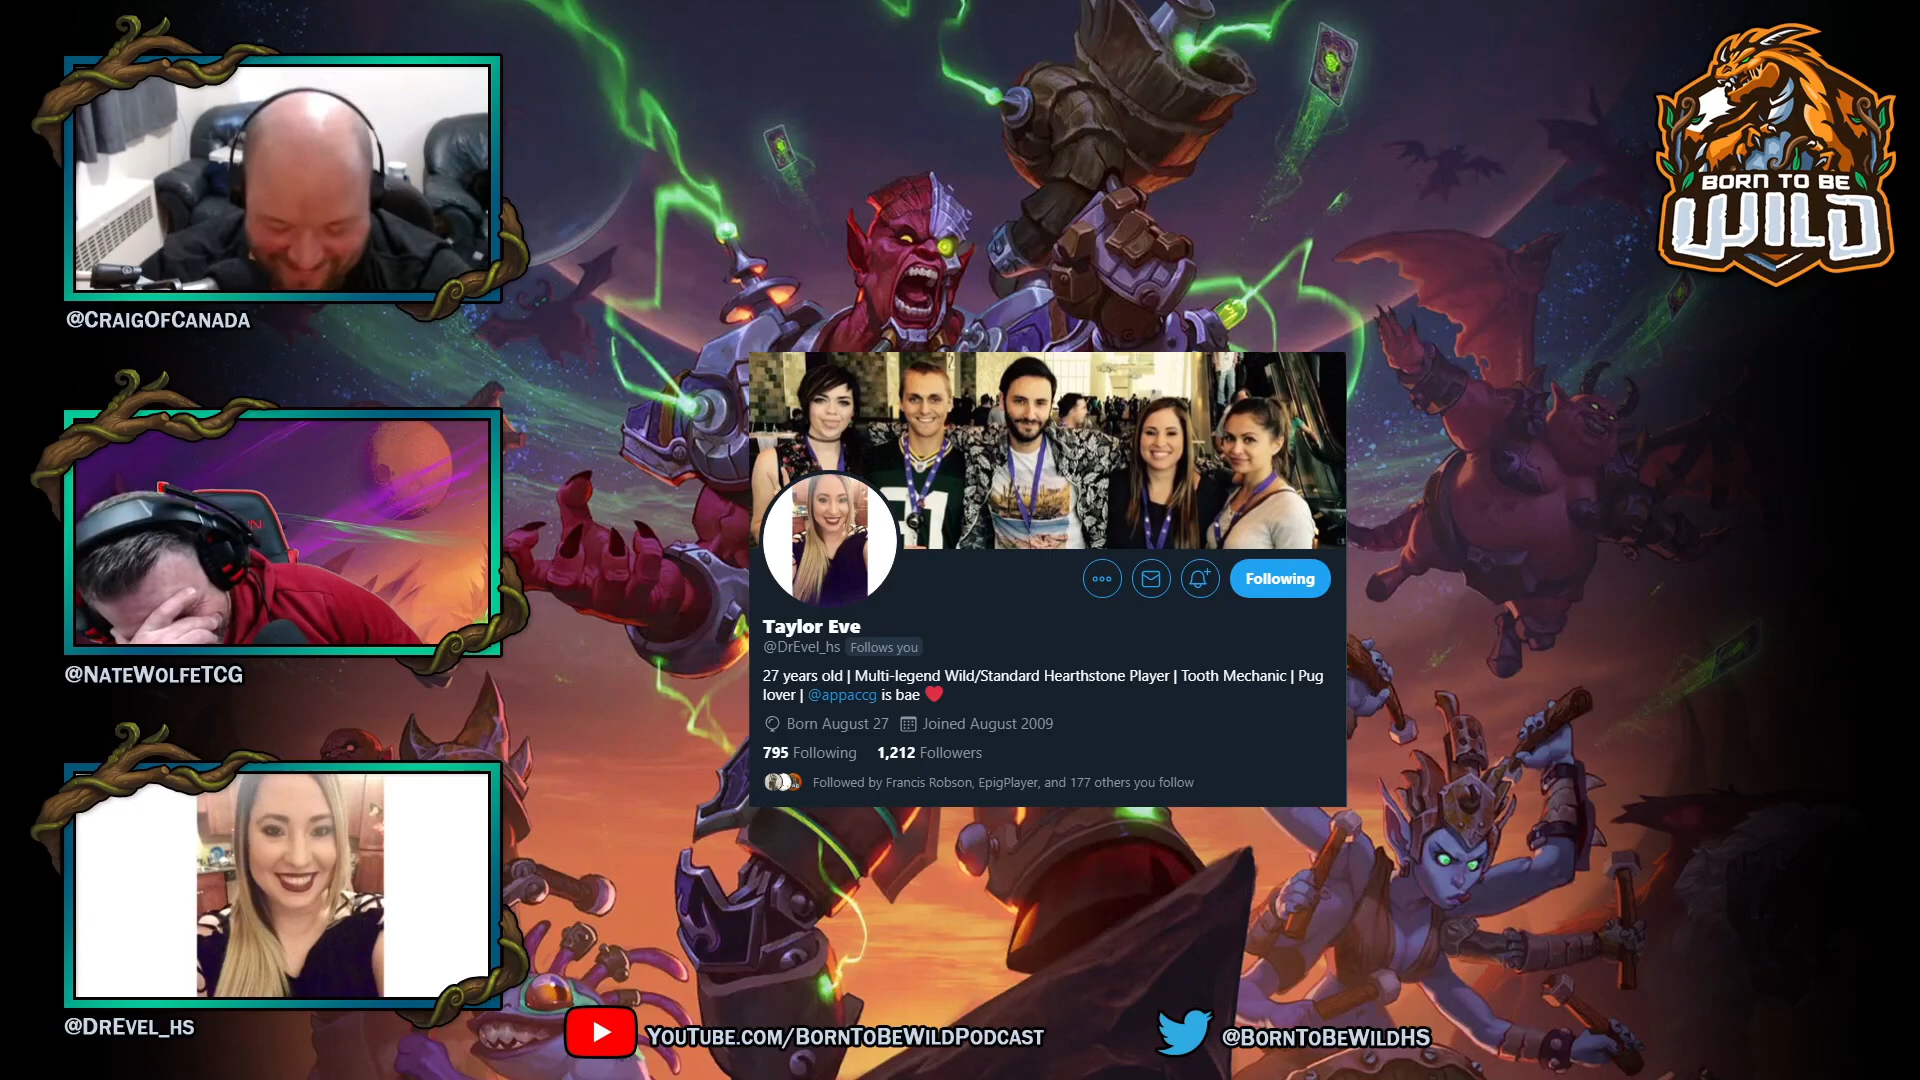 @CraigOfCanada
@NateWolfeTCG
@DrEvel_hs
BORN TO BE
WILD
Following
Taylor Eve
@DrEvel_hs Follows you
27 years old | Multi-legend Wild/Standard Hearthstone Player | Tooth Mechanic | Pug
lover | @appaccg is bae ❤️
Born August 27 Joined August 2009
795 Following 1,212 Followers
Followed by Francis Robson, EpigPlayer, and 177 others you follow
YouTube.com/BornToBeWildPodcast
@BornToBeWildHS